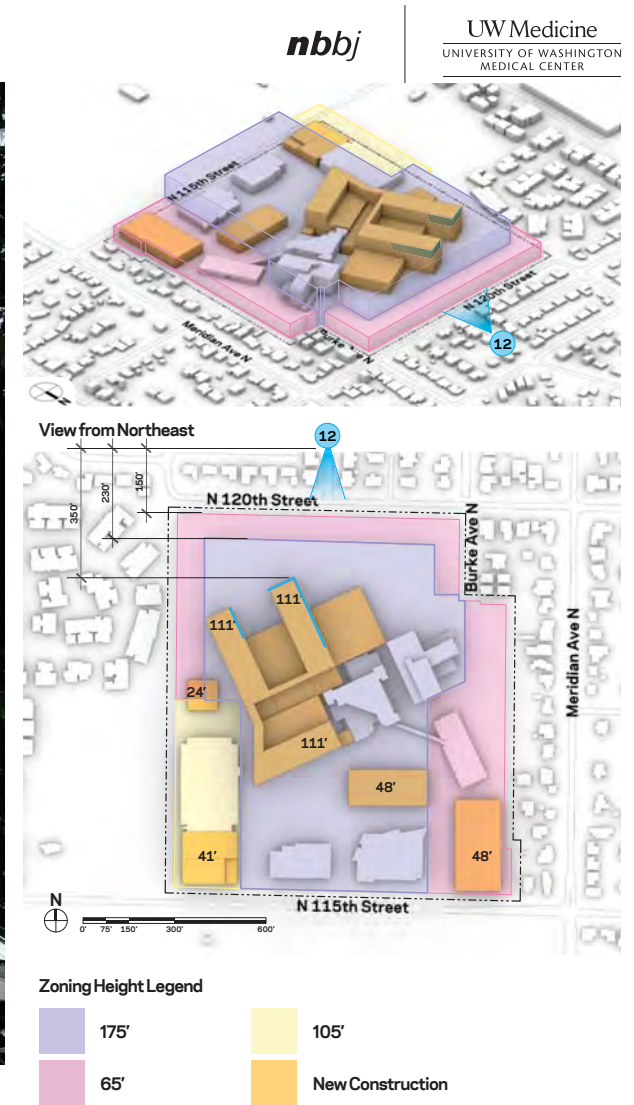 nbbj
UW Medicine
UNIVERSITY OF WASHINGTON
MEDICAL CENTER
N 115th Street
N 120th Street
12
Meridian Ave N
Burke Ave N
N
View from Northeast
12
350'
230'
150'
N 120th Street
Burke Ave N
Meridian Ave N
111'
111'
24'
111'
48'
41'
48'
N
N 115th Street
0' 75' 150' 300' 600'
Zoning Height Legend
175'
105'
65'
New Construction